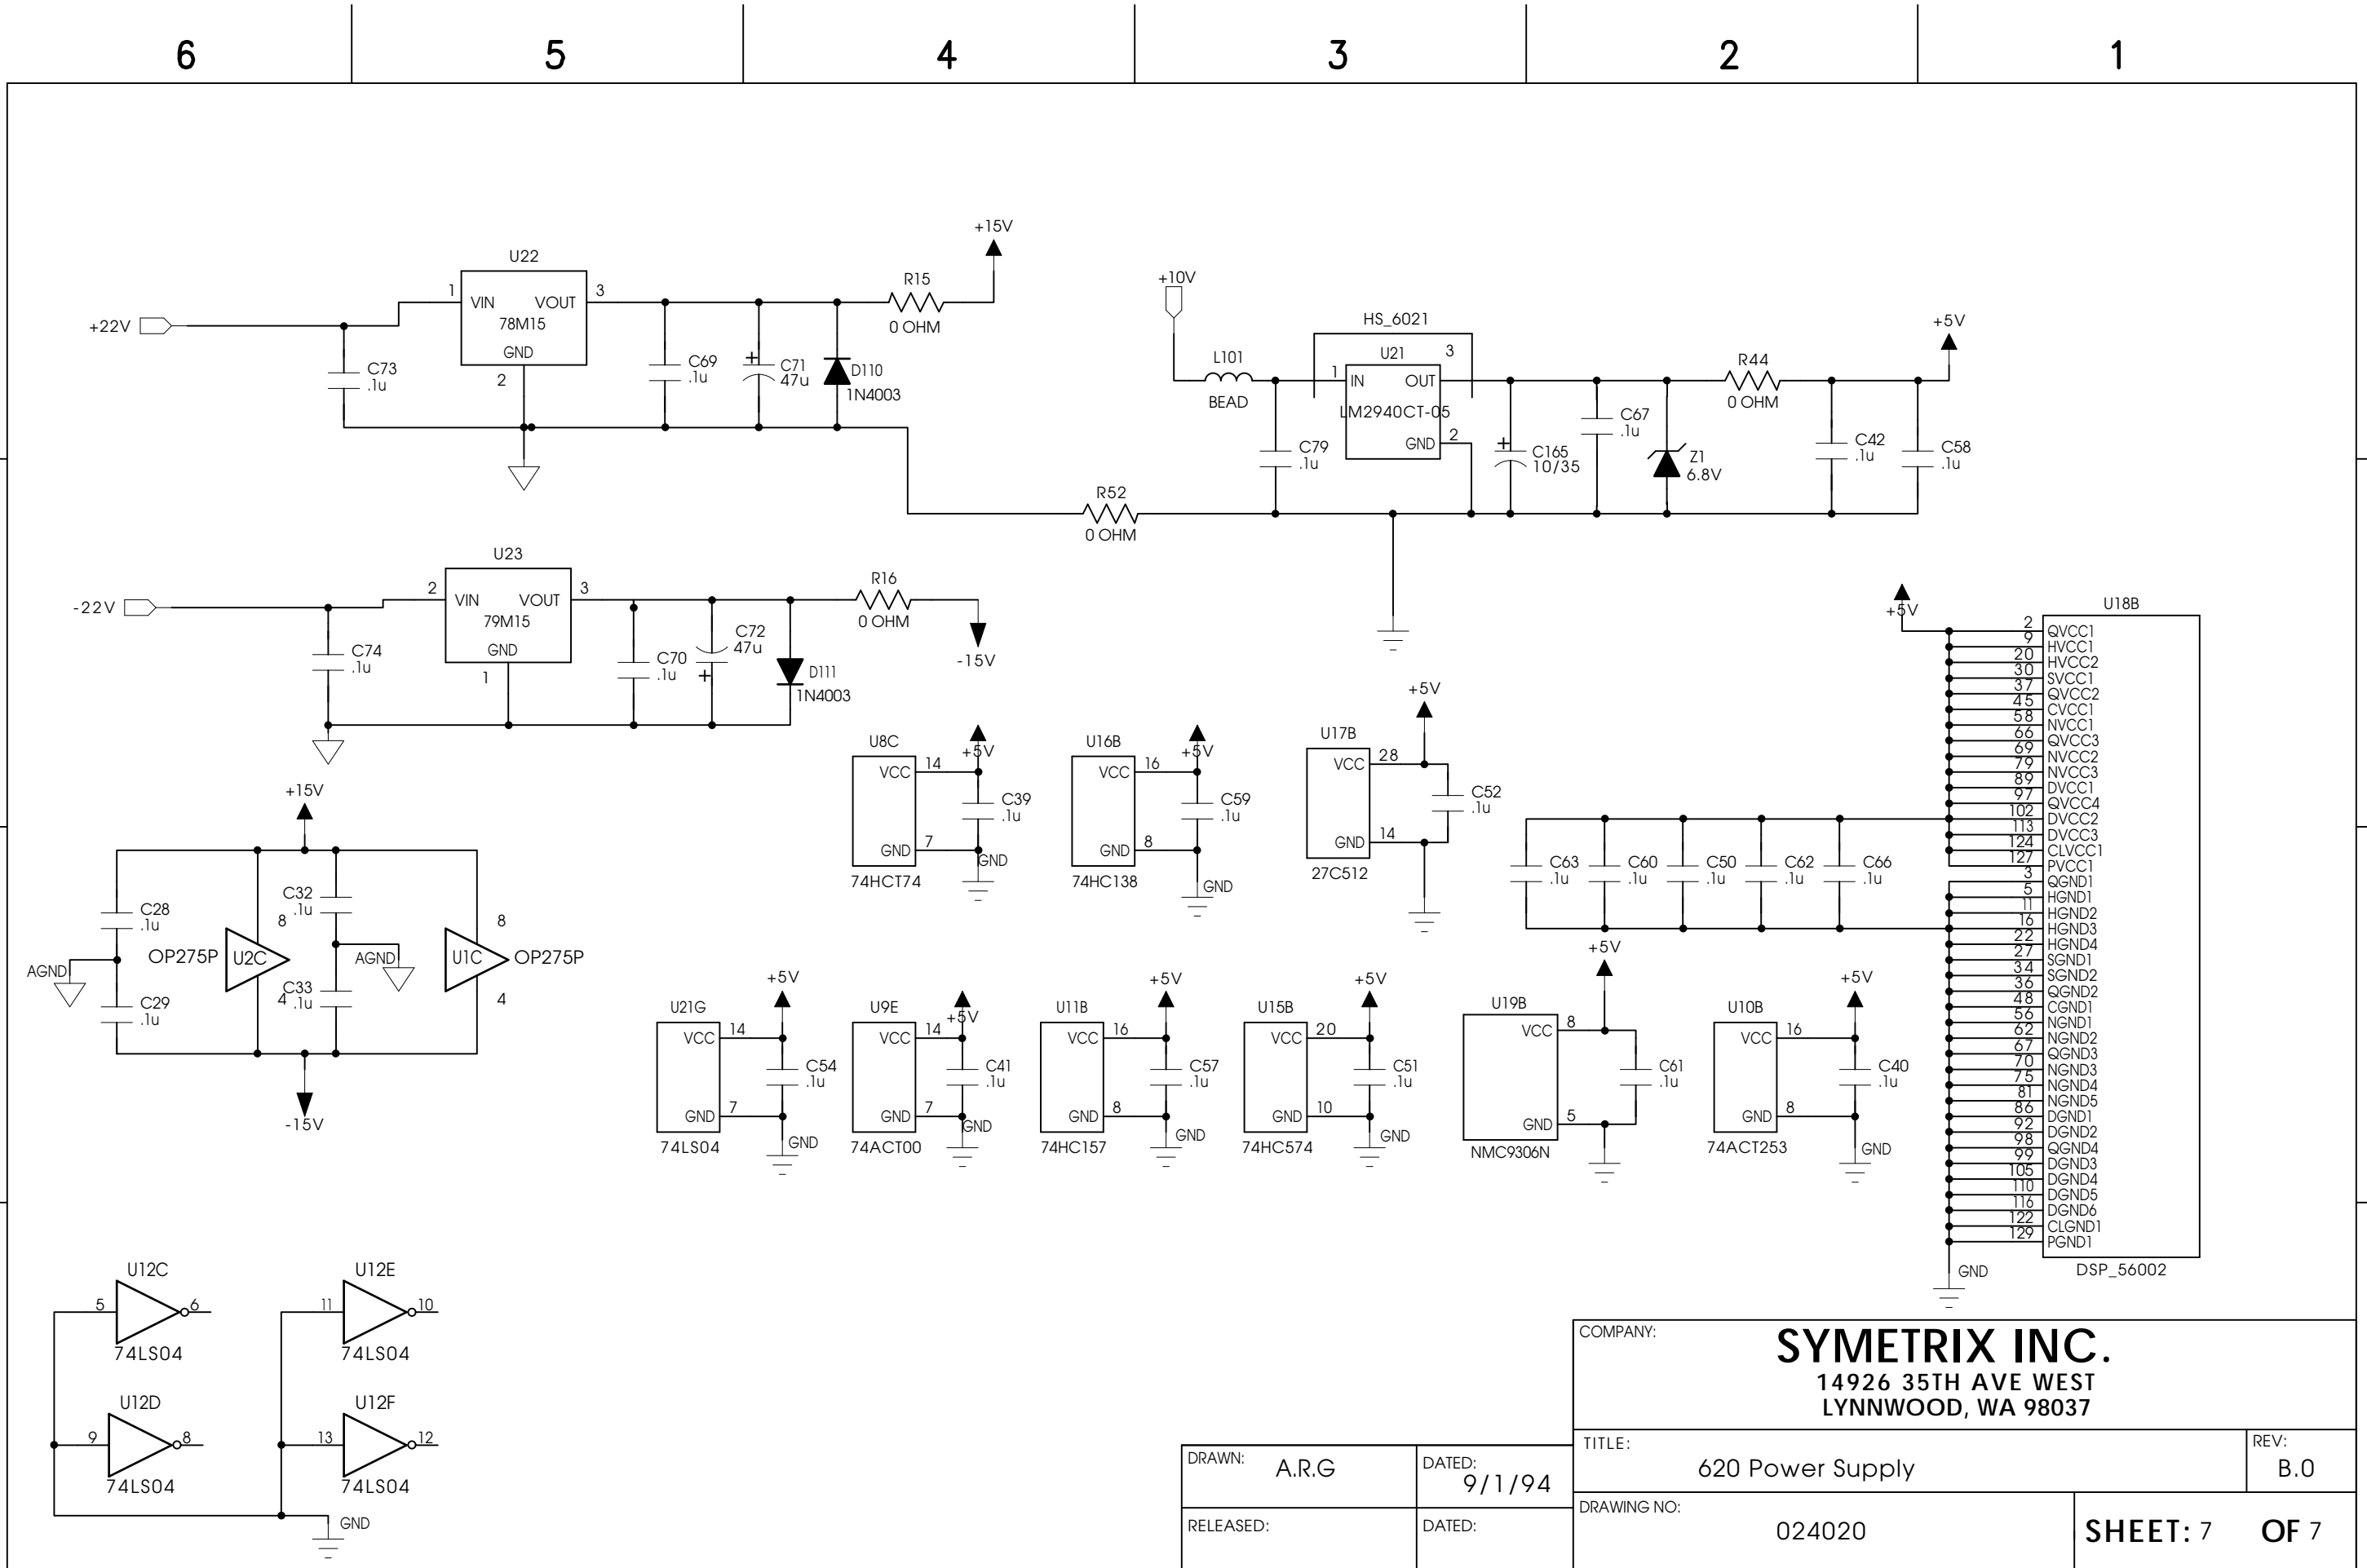 6 5 4 3 2 1
+15V
U22
1 VIN VOUT 3
78M15
GND
2
+22V
C73
.1u
C69
.1u
+ C71
47u
D110
1N4003
R15
0 OHM
+10V
L101
BEAD
HS_6021
U21 3
1 IN OUT
LM2940CT-05
GND 2
C79
.1u
+ C165
10/35
C67
.1u
Z1
6.8V
R44
0 OHM
+5V
C42
.1u
C58
.1u
R52
0 OHM
U23
2 VIN VOUT 3
79M15
GND
1
-22V
C74
.1u
C70
.1u
C72
47u
+
D111
1N4003
R16
0 OHM
-15V
U8C
VCC 14
+5V
C39
.1u
GND 7
GND
74HCT74
U16B
VCC 16
+5V
C59
.1u
GND 8
GND
74HC138
+5V
U17B
VCC 28
C52
.1u
GND 14
27C512
C63
.1u
C60
.1u
C50
.1u
C62
.1u
C66
.1u
+5V
U18B
2 QVCC1
9 HVCC1
20 HVCC2
30 SVCC1
37 QVCC2
45 CVCC1
58 NVCC1
66 QVCC3
69 NVCC2
79 NVCC3
89 DVCC1
97 QVCC4
102 DVCC2
113 DVCC3
124 CLVCC1
127 PVCC1
3 QGND1
5 HGND1
11 HGND2
16 HGND3
22 HGND4
27 SGND1
34 SGND2
36 QGND2
48 CGND1
56 NGND1
62 NGND2
67 QGND3
70 NGND3
75 NGND4
81 NGND5
86 DGND1
92 DGND2
98 QGND4
99 DGND3
105 DGND4
110 DGND5
116 DGND6
122 CLGND1
129 PGND1
GND
DSP_56002
+15V
C28
.1u
C32
.1u
8
OP275P U2C
AGND
AGND
C29
.1u
4 C33
.1u
8
U1C OP275P
4
-15V
U21G
+5V
VCC 14
C54
.1u
GND 7
GND
74LS04
U9E
+5V
VCC 14
C41
.1u
GND 7
GND
74ACT00
U11B
+5V
VCC 16
C57
.1u
GND 8
GND
74HC157
U15B
+5V
VCC 20
C51
.1u
GND 10
GND
74HC574
U19B
+5V
VCC 8
C61
.1u
GND 5
NMC9306N
U10B
+5V
VCC 16
C40
.1u
GND 8
GND
74ACT253
U12C
5 6
74LS04
U12E
11 10
74LS04
U12D
9 8
74LS04
U12F
13 12
74LS04
GND
COMPANY:
SYMETRIX INC.
14926 35TH AVE WEST
LYNNWOOD, WA 98037
TITLE:
620 Power Supply
REV:
B.0
DRAWN: A.R.G
DATED:
9/1/94
RELEASED:
DATED:
DRAWING NO:
024020
SHEET: 7 OF 7